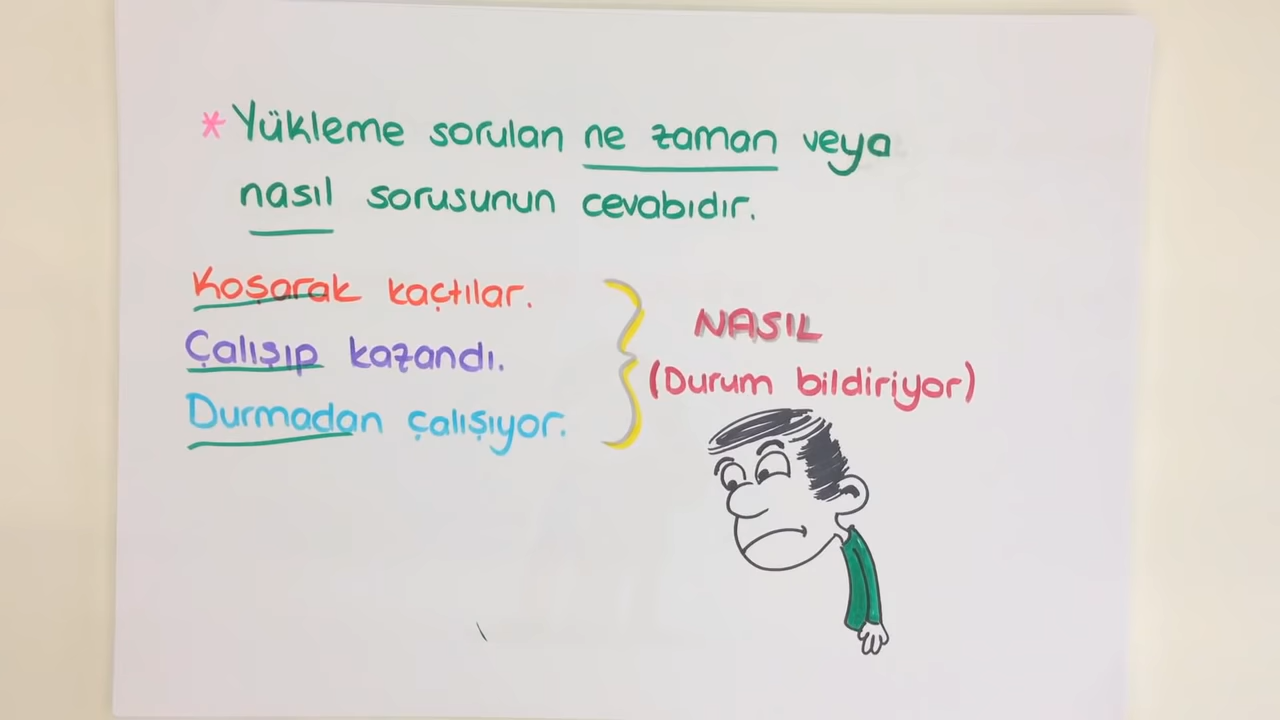 * Yükleme sorulan ne zaman veya
nasıl sorusunun cevabıdır.
Koşarak kaçtılar.
Çalışıp kazandı.
Durmadan çalışıyor.
NASIL
(Durum bildiriyor)